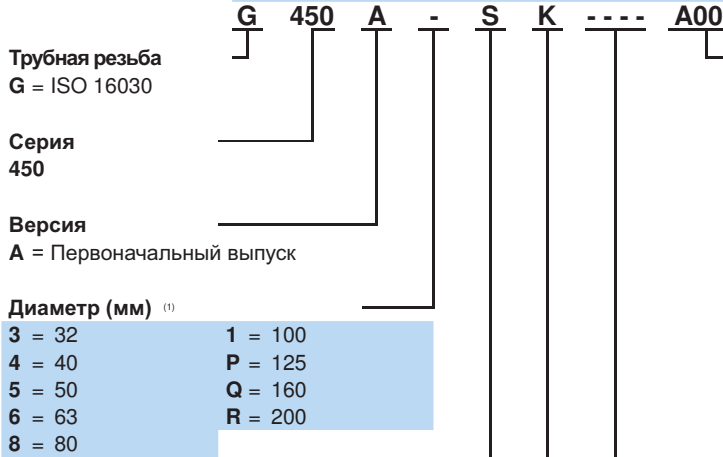 G 450 A - S K - - - - A00
Трубная резьба
G = ISO 16030
Серия
450
Версия
A = Первоначальный выпуск
Диаметр (мм) (1)
3 = 32 1 = 100
4 = 40 P = 125
5 = 50 Q = 160
6 = 63 R = 200
8 = 80